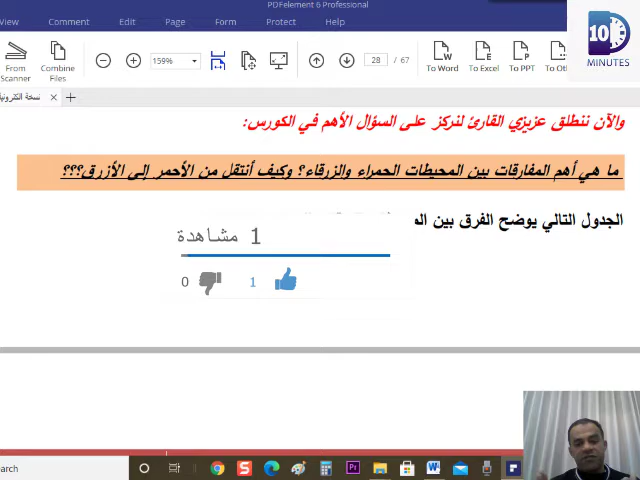 PDFelement 6 Professional
View Comment Edit Page Form Protect Help
10
MINUTES
159%
28 / 67
From Scanner
Combine Files
To Word To Excel To PPT
نسخة
والآن ننطلق عزيزي القارئ لنركز على السؤال الأهم في الكورس:
ما هي أهم المفارقات بين المحيطات الحمراء والزرقاء؟ وكيف أنتقل من الأحمر إلى الأزرق؟؟؟
الجدول التالي يوضح الفرق بين
1 مشاهدة
0 1